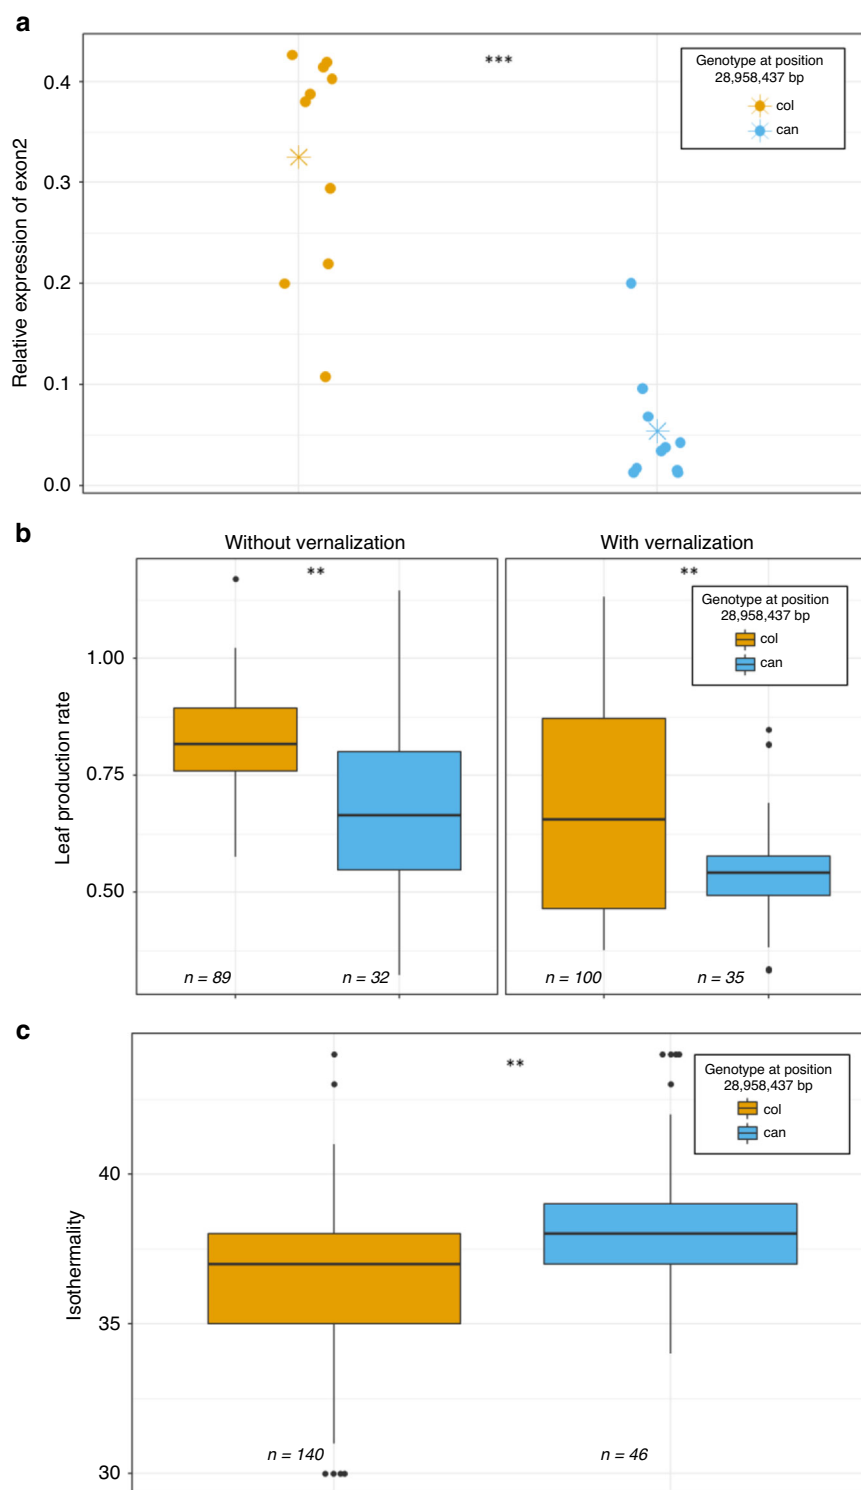 a
***
Genotype at position
28,958,437 bp
col
can
Relative expression of exon2
0.4
0.3
0.2
0.1
0.0
b
Without vernalization
With vernalization
**
**
Genotype at position
28,958,437 bp
col
can
Leaf production rate
1.00
0.75
0.50
n = 89
n = 32
n = 100
n = 35
c
**
Genotype at position
28,958,437 bp
col
can
Isothermality
40
35
30
n = 140
n = 46